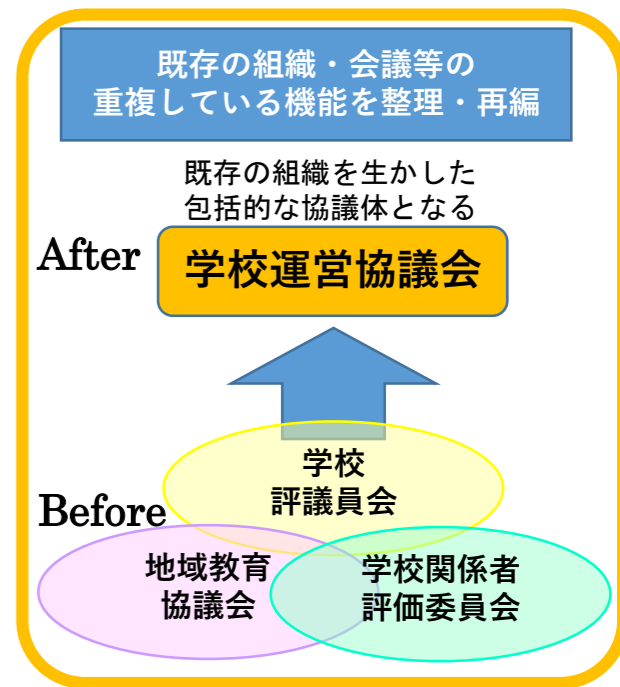 既存の組織・会議等の
重複している機能を整理・再編
既存の組織を生かした
包括的な協議体となる
After
学校運営協議会
学校
評議員会
Before
地域教育
協議会
学校関係者
評価委員会